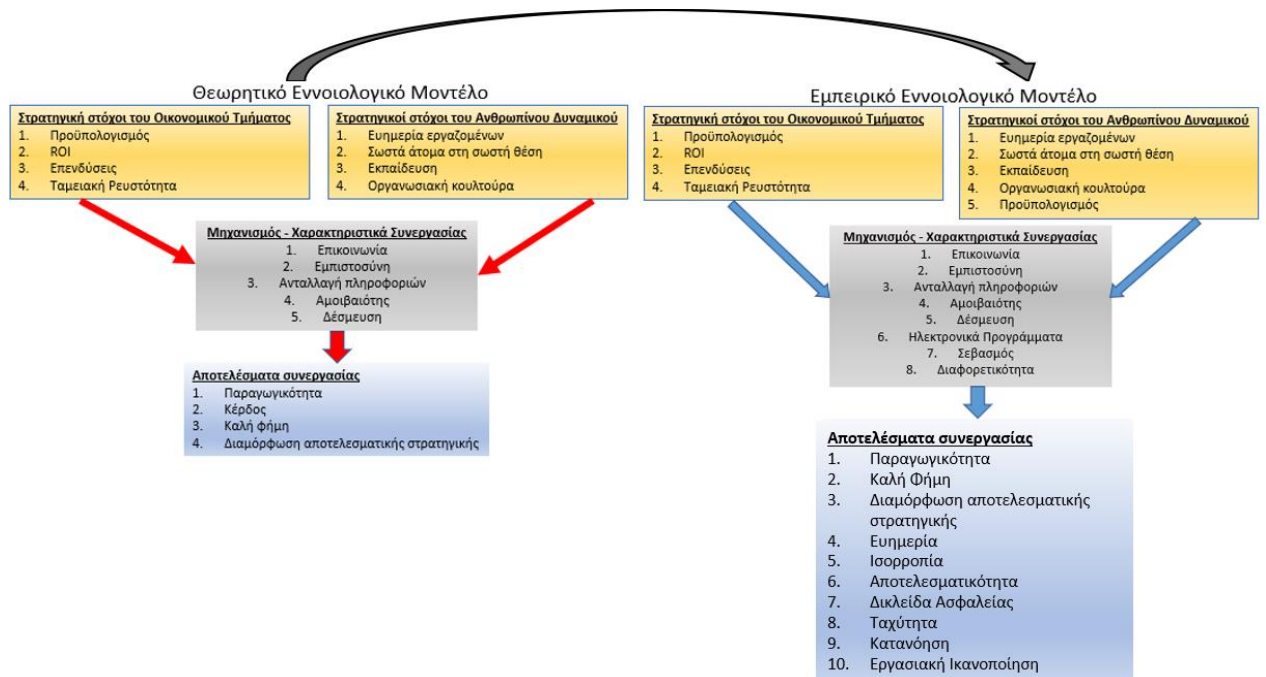 Θεωρητικό Εννοιολογικό Μοντέλο
Στρατηγική στόχοι του Οικονομικού Τμήματος
1. Προϋπολογισμός
2. ROI
3. Επενδύσεις
4. Ταμειακή Ρευστότητα
Στρατηγικοί στόχοι του Ανθρωπίνου Δυναμικού
1. Ευημερία εργαζομένων
2. Σωστά άτομα στη σωστή θέση
3. Εκπαίδευση
4. Οργανωσιακή κουλτούρα
Μηχανισμός - Χαρακτηριστικά Συνεργασίας
1. Επικοινωνία
2. Εμπιστοσύνη
3. Ανταλλαγή πληροφοριών
4. Αμοιβαιότης
5. Δέσμευση
Αποτελέσματα συνεργασίας
1. Παραγωγικότητα
2. Κέρδος
3. Καλή φήμη
4. Διαμόρφωση αποτελεσματικής στρατηγικής
Εμπειρικό Εννοιολογικό Μοντέλο
Στρατηγική στόχοι του Οικονομικού Τμήματος
1. Προϋπολογισμός
2. ROI
3. Επενδύσεις
4. Ταμειακή Ρευστότητα
Στρατηγικοί στόχοι του Ανθρωπίνου Δυναμικού
1. Ευημερία εργαζομένων
2. Σωστά άτομα στη σωστή θέση
3. Εκπαίδευση
4. Οργανωσιακή κουλτούρα
5. Προϋπολογισμός
Μηχανισμός - Χαρακτηριστικά Συνεργασίας
1. Επικοινωνία
2. Εμπιστοσύνη
3. Ανταλλαγή πληροφοριών
4. Αμοιβαιότης
5. Δέσμευση
6. Ηλεκτρονικά Προγράμματα
7. Σεβασμός
8. Διαφορετικότητα
Αποτελέσματα συνεργασίας
1. Παραγωγικότητα
2. Καλή Φήμη
3. Διαμόρφωση αποτελεσματικής
στρατηγικής
4. Ευημερία
5. Ισορροπία
6. Αποτελεσματικότητα
7. Δικλείδα Ασφαλείας
8. Ταχύτητα
9. Κατανόηση
10. Εργασιακή Ικανοποίηση